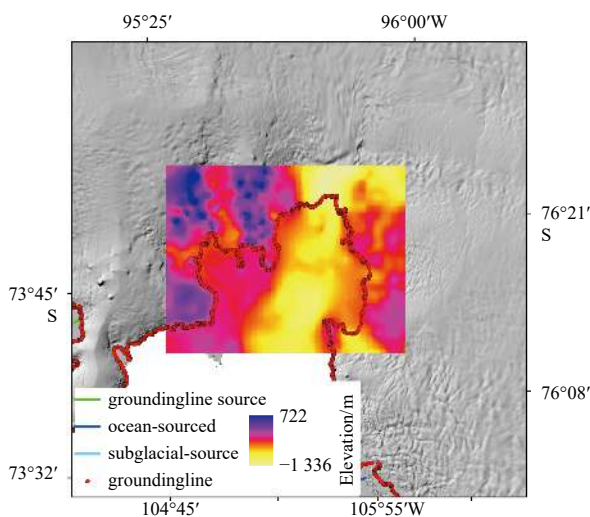 95°25′ 96°00′W
76°21′
S
73°45′
S
76°08′
groundingline source
ocean-sourced
subglacial-source
groundingline
722
−1 336
Elevation/m
73°32′
104°45′ 105°55′W